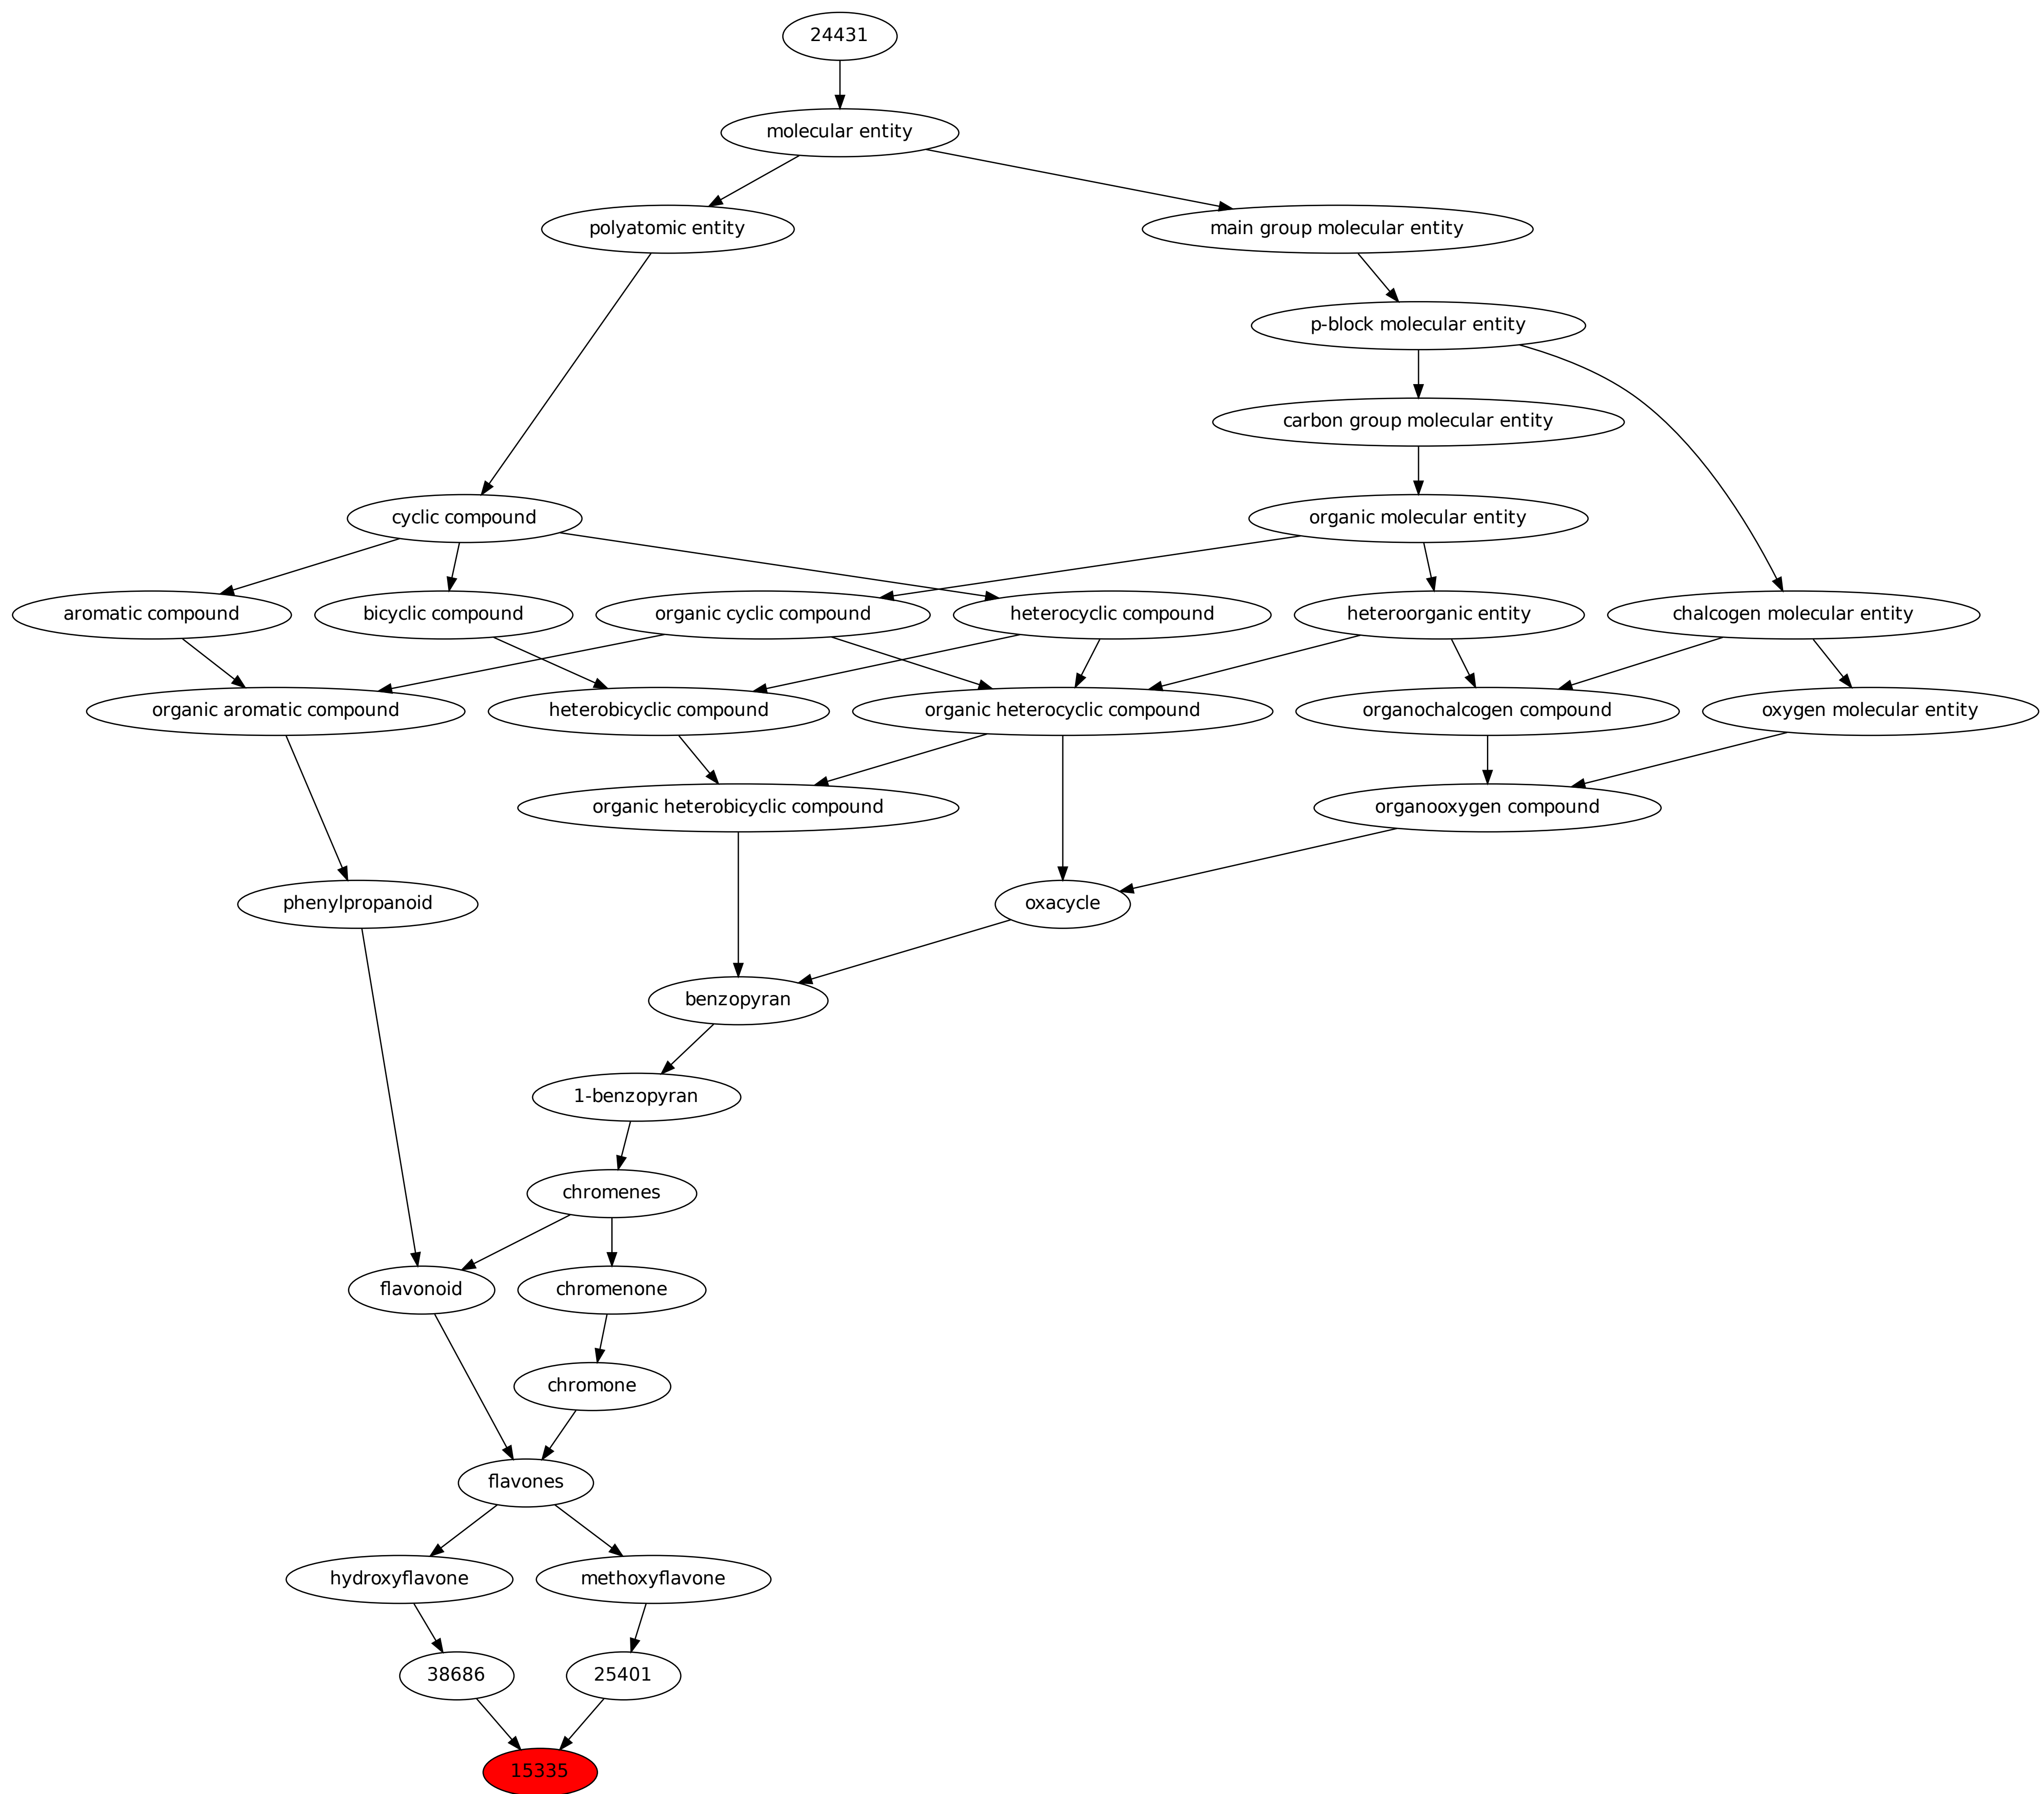 24431
molecular entity
polyatomic entity
main group molecular entity
p-block molecular entity
carbon group molecular entity
cyclic compound
organic molecular entity
aromatic compound
bicyclic compound
organic cyclic compound
heterocyclic compound
heteroorganic entity
chalcogen molecular entity
organic aromatic compound
heterobicyclic compound
organic heterocyclic compound
organochalcogen compound
oxygen molecular entity
organic heterobicyclic compound
organooxygen compound
phenylpropanoid
oxacycle
benzopyran
1-benzopyran
chromenes
flavonoid
chromenone
chromone
flavones
hydroxyflavone
methoxyflavone
38686
25401
15335